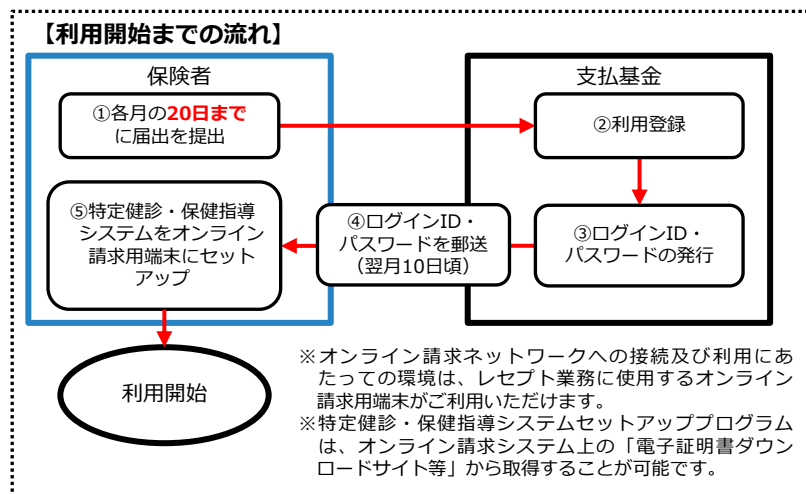 【利用開始までの流れ】
保険者
支払基金
①各月の20日まで
に届出を提出
②利用登録
③ログインID・
パスワードの発行
④ログインID・
パスワードを郵送
(翌月10日頃)
⑤特定健診・保健指導
システムをオンライン
請求用端末にセット
アップ
利用開始
※オンライン請求ネットワークへの接続及び利用にあ
たっての環境は、レセプト業務に使用するオンライン
請求用端末がご利用いただけます。
※特定健診・保健指導システムセットアッププログラム
は、オンライン請求システム上の「電子証明書ダウン
ロードサイト等」から取得することが可能です。